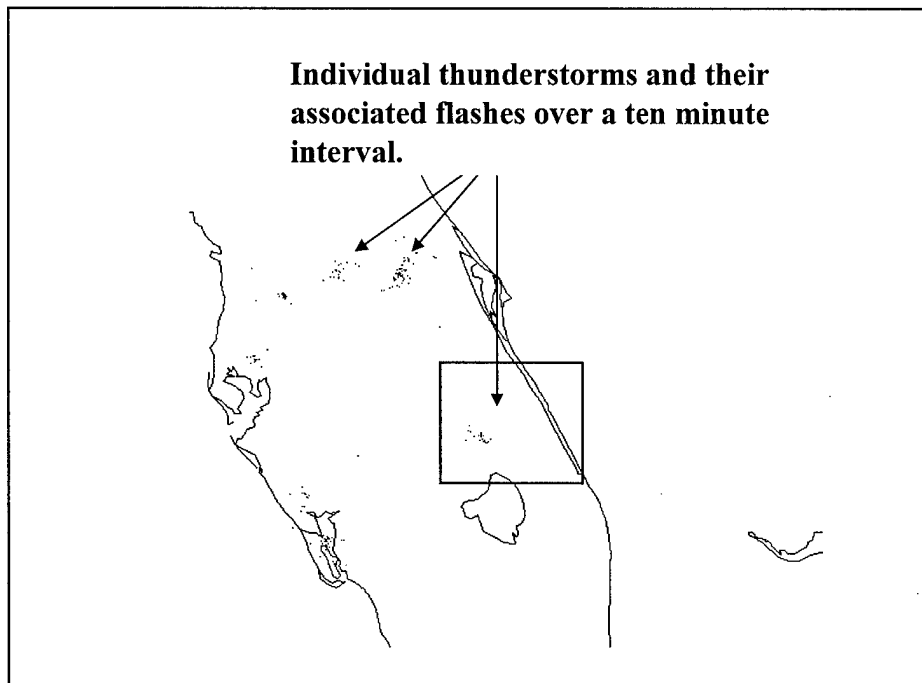 Individual thunderstorms and their
associated flashes over a ten minute
interval.